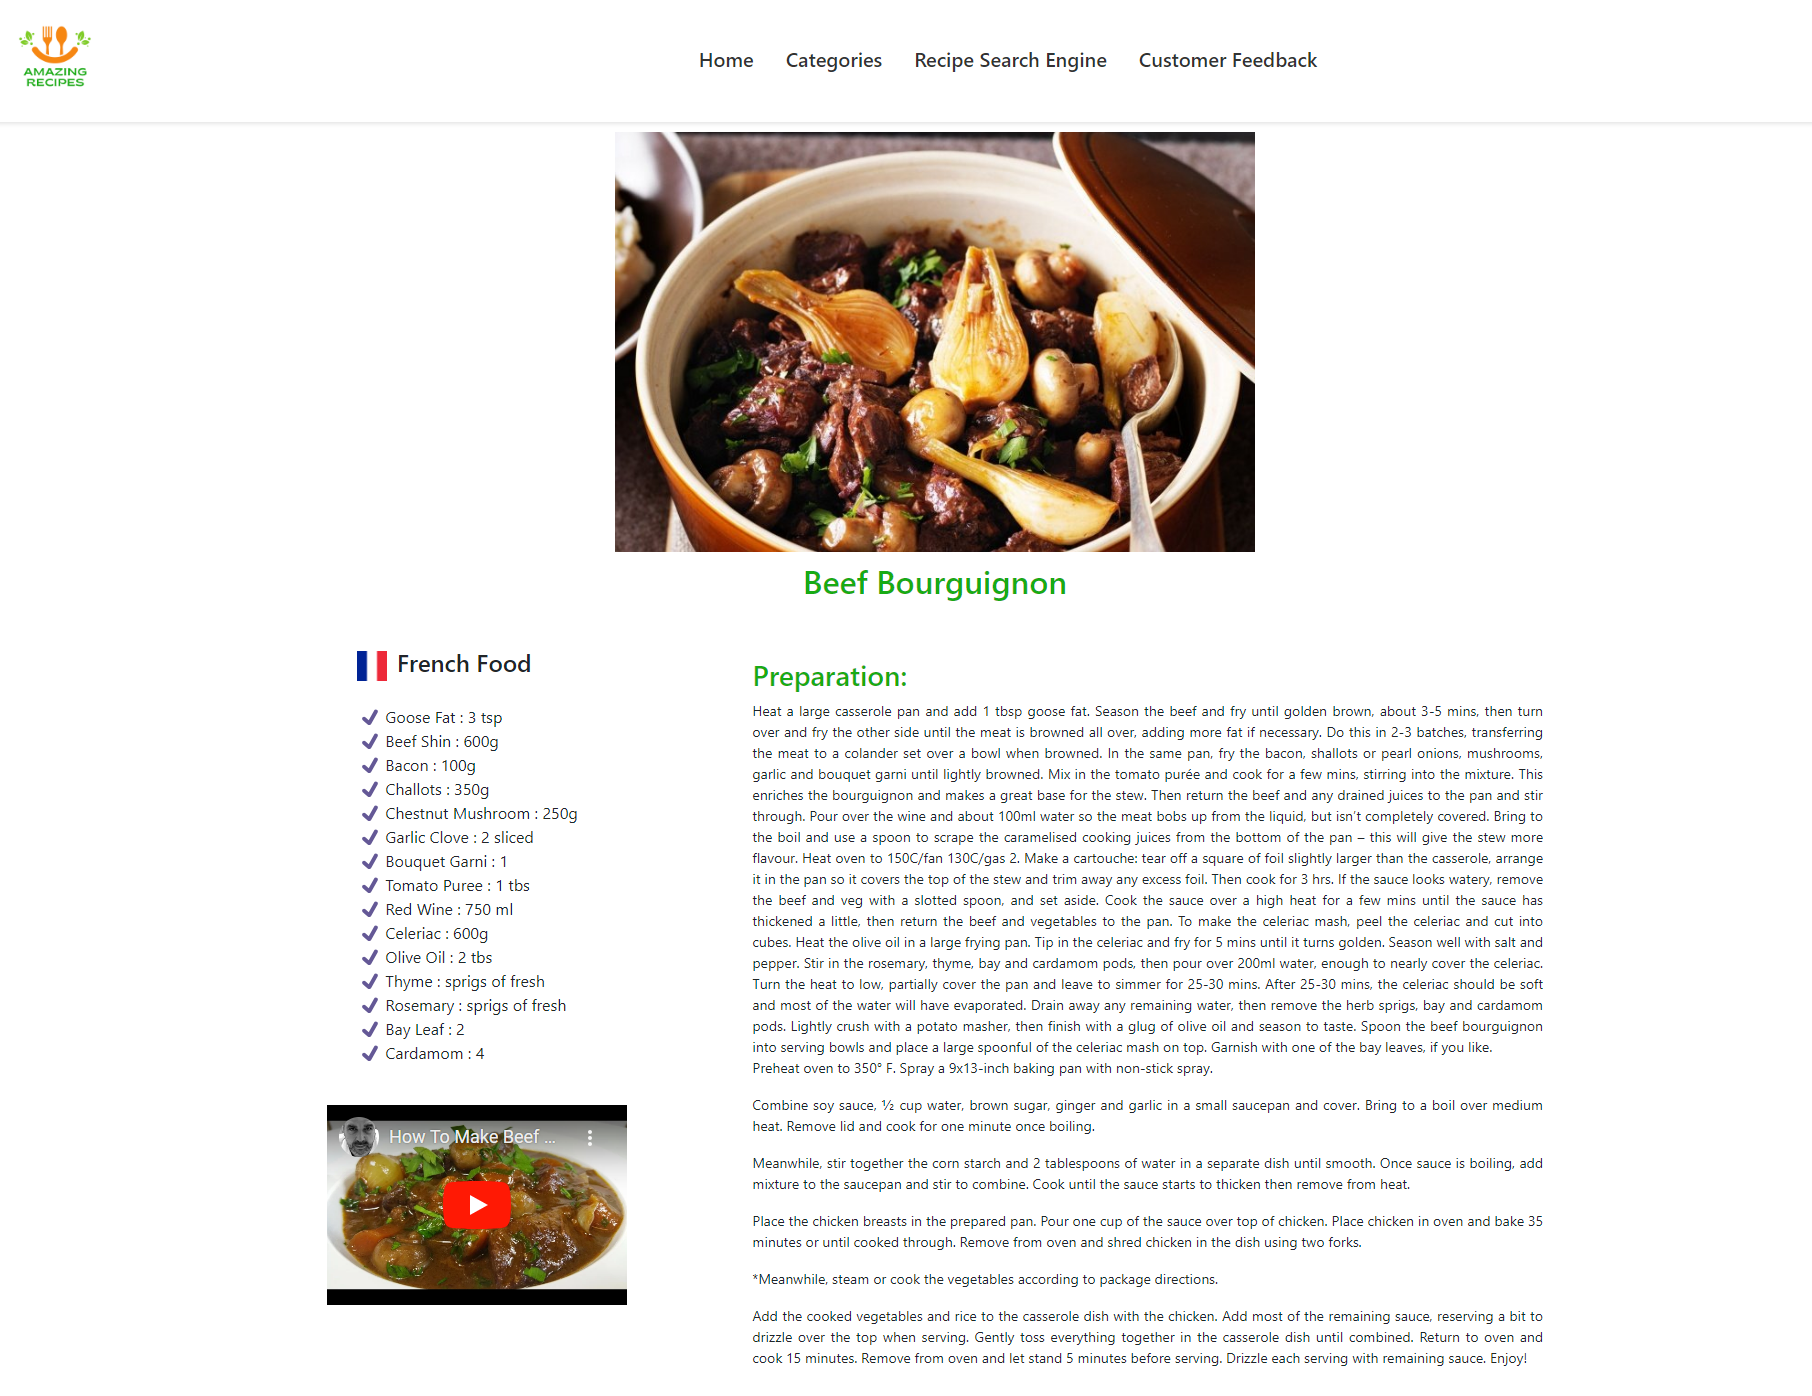 AMAZING
RECIPES
Home Categories Recipe Search Engine Customer Feedback
Beef Bourguignon
French Food
Goose Fat : 3 tsp
Beef Shin : 600g
Bacon : 100g
Challots : 350g
Chestnut Mushroom : 250g
Garlic Clove : 2 sliced
Bouquet Garni : 1
Tomato Puree : 1 tbs
Red Wine : 750 ml
Celeriac : 600g
Olive Oil : 2 tbs
Thyme : sprigs of fresh
Rosemary : sprigs of fresh
Bay Leaf : 2
Cardamom : 4
How To Make Beef ...
Preparation:
Heat a large casserole pan and add 1 tbsp goose fat. Season the beef and fry until golden brown, about 3-5 mins, then turn
over and fry the other side until the meat is browned all over, adding more fat if necessary. Do this in 2-3 batches, transferring
the meat to a colander set over a bowl when browned. In the same pan, fry the bacon, shallots or pearl onions, mushrooms,
garlic and bouquet garni until lightly browned. Mix in the tomato purée and cook for a few mins, stirring into the mixture. This
enriches the bourguignon and makes a great base for the stew. Then return the beef and any drained juices to the pan and stir
through. Pour over the wine and about 100ml water so the meat bobs up from the liquid, but isn't completely covered. Bring to
the boil and use a spoon to scrape the caramelised cooking juices from the bottom of the pan – this will give the stew more
flavour. Heat oven to 150C/fan 130C/gas 2. Make a cartouche: tear off a square of foil slightly larger than the casserole, arrange
it in the pan so it covers the top of the stew and trim away any excess foil. Then cook for 3 hrs. If the sauce looks watery, remove
the beef and veg with a slotted spoon, and set aside. Cook the sauce over a high heat for a few mins until the sauce has
thickened a little, then return the beef and vegetables to the pan. To make the celeriac mash, peel the celeriac and cut into
cubes. Heat the olive oil in a large frying pan. Tip in the celeriac and fry for 5 mins until it turns golden. Season well with salt and
pepper. Stir in the rosemary, thyme, bay and cardamom pods, then pour over 200ml water, enough to nearly cover the celeriac.
Turn the heat to low, partially cover the pan and leave to simmer for 25-30 mins. After 25-30 mins, the celeriac should be soft
and most of the water will have evaporated. Drain away any remaining water, then remove the herb sprigs, bay and cardamom
pods. Lightly crush with a potato masher, then finish with a glug of olive oil and season to taste. Spoon the beef bourguignon
into serving bowls and place a large spoonful of the celeriac mash on top. Garnish with one of the bay leaves, if you like.
Preheat oven to 350° F. Spray a 9x13-inch baking pan with non-stick spray.
Combine soy sauce, ½ cup water, brown sugar, ginger and garlic in a small saucepan and cover. Bring to a boil over medium
heat. Remove lid and cook for one minute once boiling.
Meanwhile, stir together the corn starch and 2 tablespoons of water in a separate dish until smooth. Once sauce is boiling, add
mixture to the saucepan and stir to combine. Cook until the sauce starts to thicken then remove from heat.
Place the chicken breasts in the prepared pan. Pour one cup of the sauce over top of chicken. Place chicken in oven and bake 35
minutes or until cooked through. Remove from oven and shred chicken in the dish using two forks.
*Meanwhile, steam or cook the vegetables according to package directions.
Add the cooked vegetables and rice to the casserole dish with the chicken. Add most of the remaining sauce, reserving a bit to
drizzle over the top when serving. Gently toss everything together in the casserole dish until combined. Return to oven and
cook 15 minutes. Remove from oven and let stand 5 minutes before serving. Drizzle each serving with remaining sauce. Enjoy!